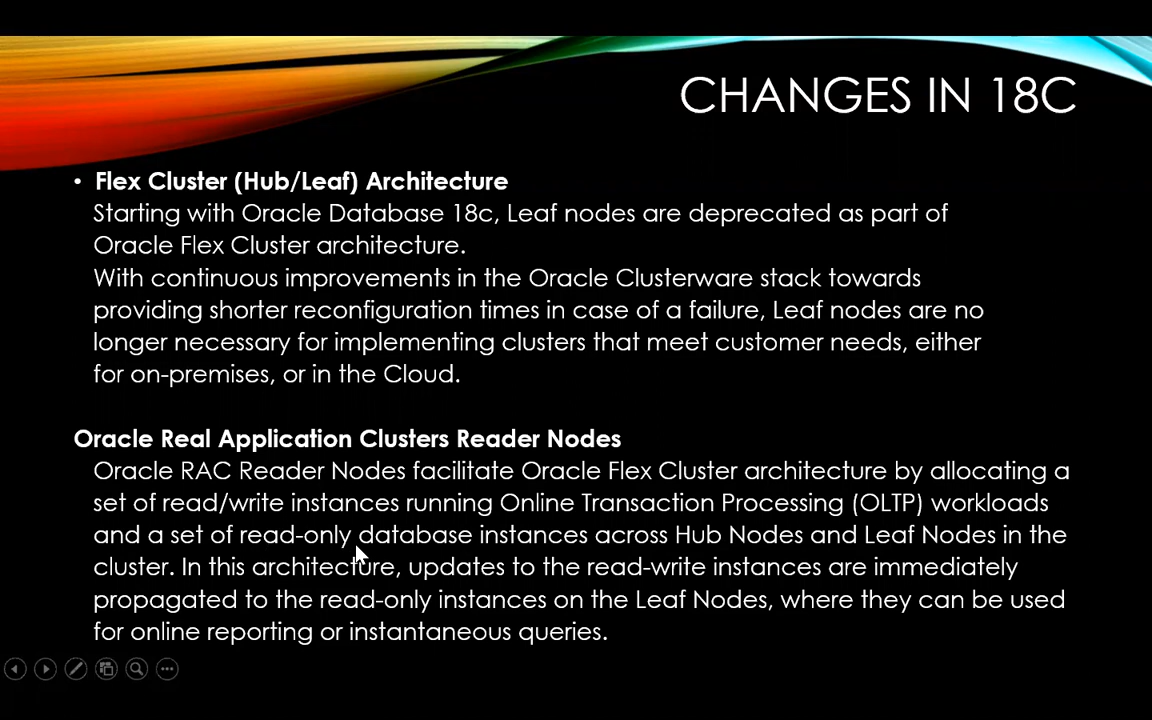 CHANGES IN 18C
• Flex Cluster (Hub/Leaf) Architecture
Starting with Oracle Database 18c, Leaf nodes are deprecated as part of
Oracle Flex Cluster architecture.
With continuous improvements in the Oracle Clusterware stack towards
providing shorter reconfiguration times in case of a failure, Leaf nodes are no
longer necessary for implementing clusters that meet customer needs, either
for on-premises, or in the Cloud.
Oracle Real Application Clusters Reader Nodes
Oracle RAC Reader Nodes facilitate Oracle Flex Cluster architecture by allocating a
set of read/write instances running Online Transaction Processing (OLTP) workloads
and a set of read-only database instances across Hub Nodes and Leaf Nodes in the
cluster. In this architecture, updates to the read-write instances are immediately
propagated to the read-only instances on the Leaf Nodes, where they can be used
for online reporting or instantaneous queries.